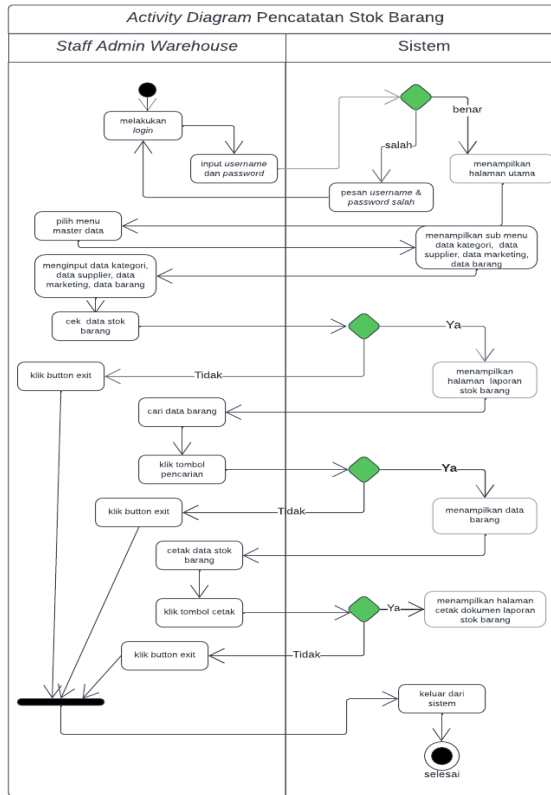 Activity Diagram Pencatatan Stok Barang
Staff Admin Warehouse
Sistem
melakukan
login
benar
salah
input username
dan password
pesan username &
password salah
menampilkan
halaman utama
pilih menu
master data
menampilkan sub menu
data kategori, data
supplier, data marketing,
data barang
menginput data kategori,
data supplier, data
marketing, data barang
cek data stok
barang
Ya
Tidak
klik button exit
menampilkan
halaman laporan
stok barang
cari data barang
klik tombol
pencarian
Ya
Tidak
klik button exit
menampilkan data
barang
cetak data stok
barang
klik tombol cetak
Ya
menampilkan halaman
cetak dokumen laporan
stok barang
Tidak
klik button exit
keluar dari
sistem
selesai